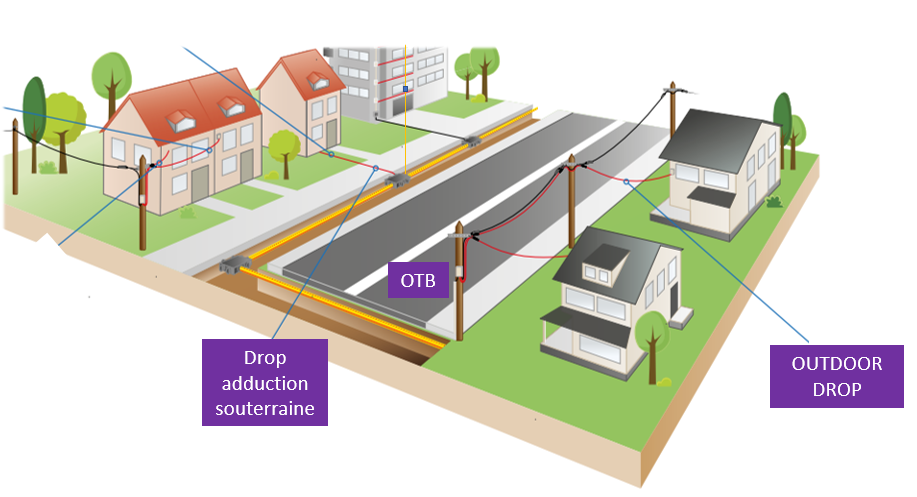 OTB
Drop
adduction
souterraine
OUTDOOR
DROP